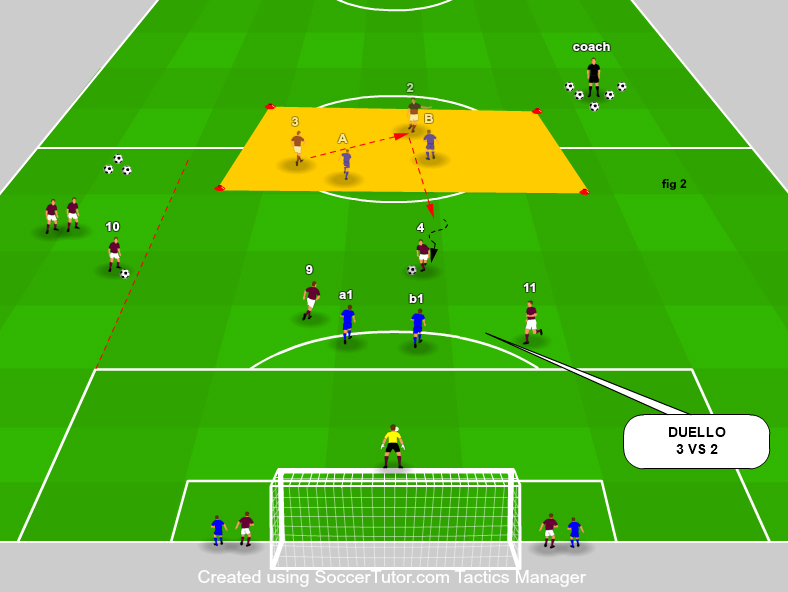 coach
2
3
A
B
fig 2
10
4
9
a1
b1
11
DUELLO
3 VS 2
Created using SoccerTutor.com Tactics Manager